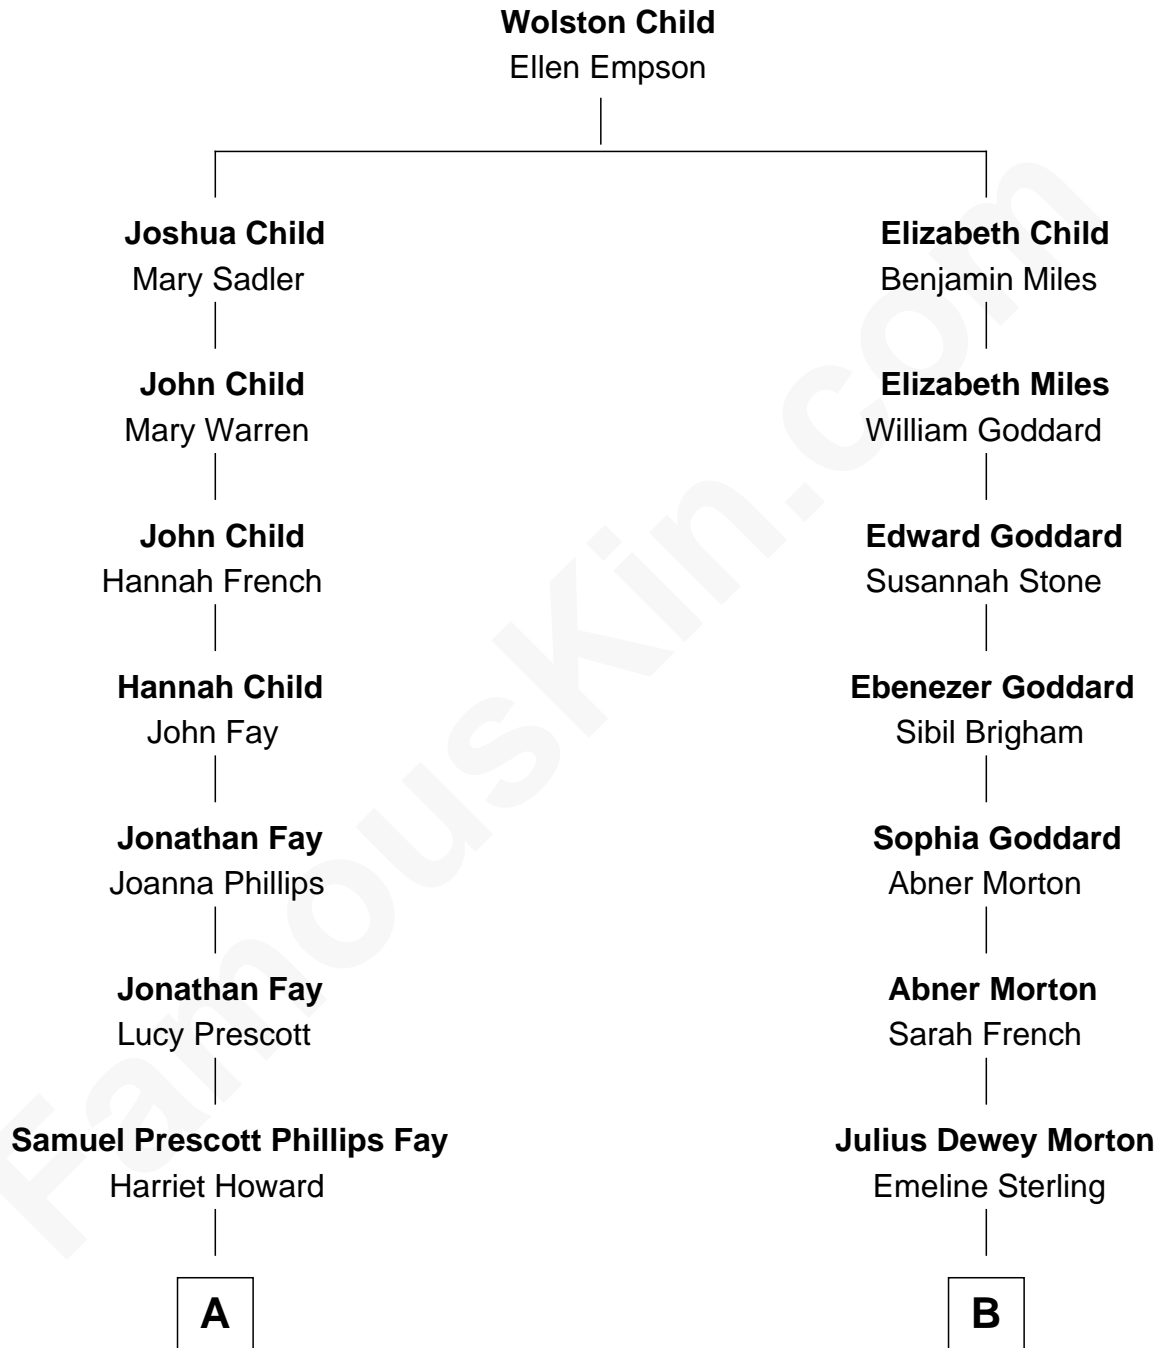 Wolston Child
Ellen Empson
Joshua Child
Mary Sadler
John Child
Mary Warren
John Child
Hannah French
Hannah Child
John Fay
Jonathan Fay
Joanna Phillips
Jonathan Fay
Lucy Prescott
Samuel Prescott Phillips Fay
Harriet Howard
A
Elizabeth Child
Benjamin Miles
Elizabeth Miles
William Goddard
Edward Goddard
Susannah Stone
Ebenezer Goddard
Sibil Brigham
Sophia Goddard
Abner Morton
Abner Morton
Sarah French
Julius Dewey Morton
Emeline Sterling
B
FamousKin.com